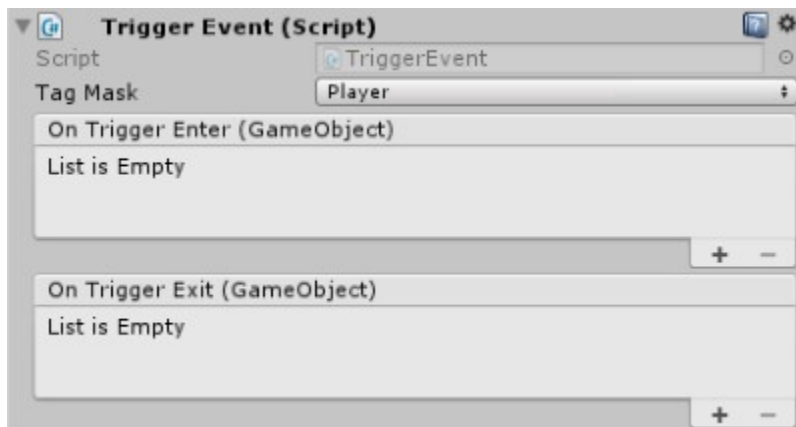 Trigger Event (Script)
Script TriggerEvent
Tag Mask Player
On Trigger Enter (GameObject)
List is Empty
+ −
On Trigger Exit (GameObject)
List is Empty
+ −